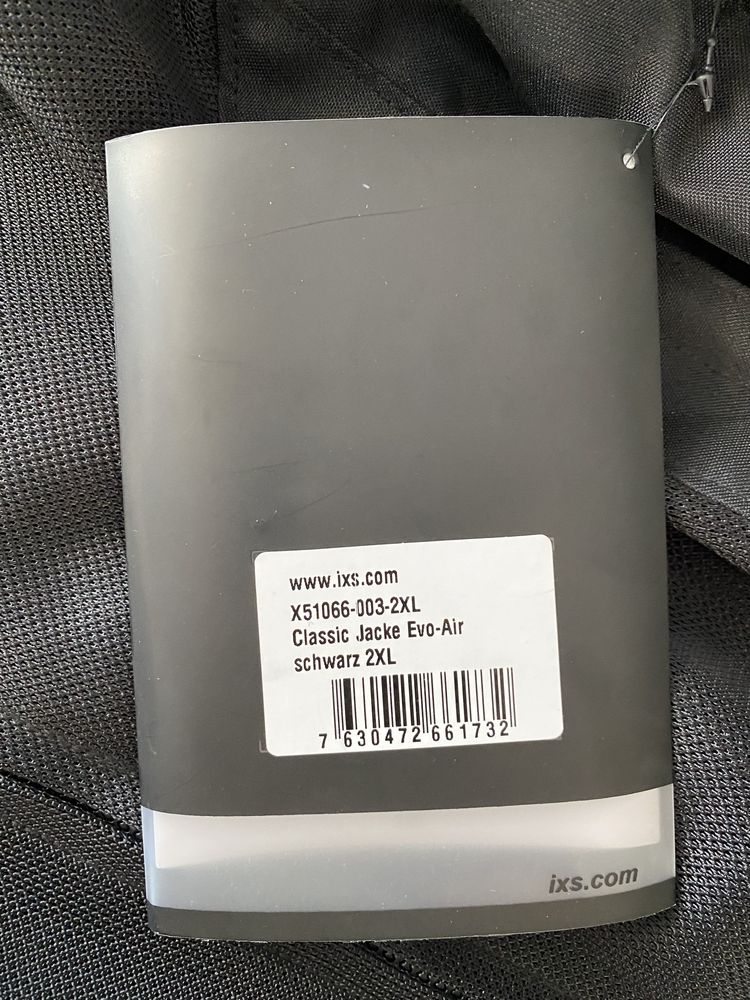 www.ixs.com
X51066-003-2XL
Classic Jacke Evo-Air
schwarz 2XL
7 630472 661732
ixs.com